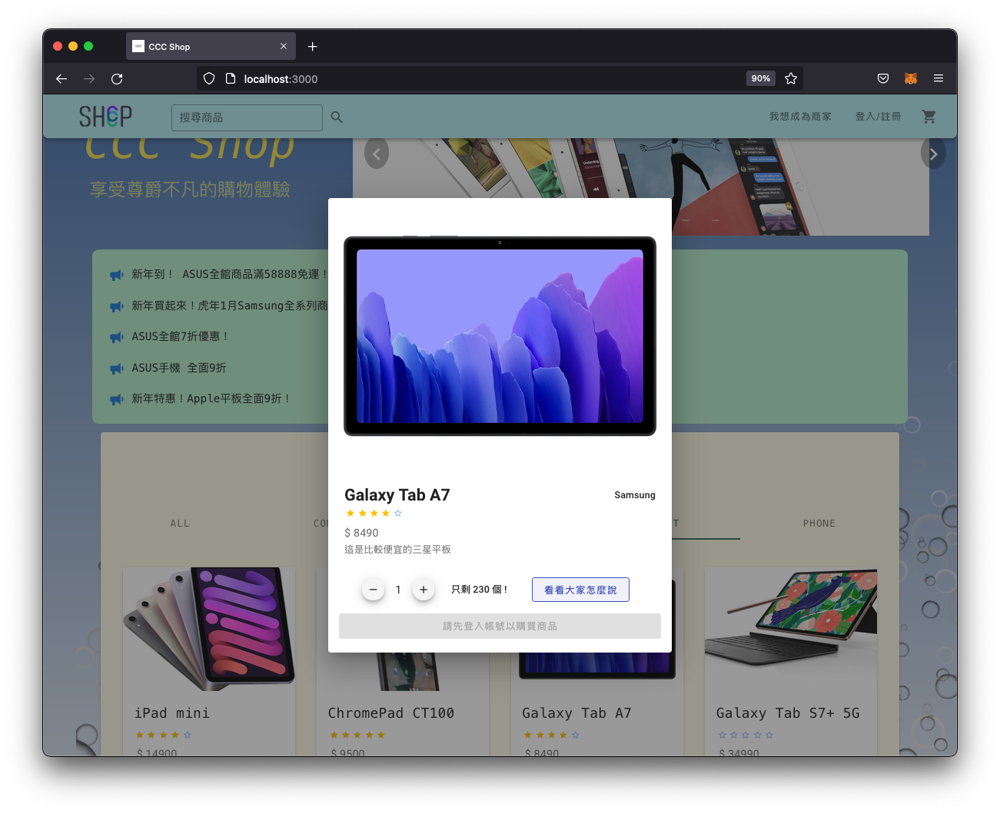 CCC Shop
localhost:3000
90%
SHOP
搜尋商品
我想成為商家
登入/註冊
CCC Shop
享受尊爵不凡的購物體驗
新年到！ ASUS全館商品滿58888免運！
新年買起來！虎年1月Samsung全系列商
ASUS全館7折優惠！
ASUS手機 全面9折
新年特惠！Apple平板全面9折！
Galaxy Tab A7
Samsung
$ 8490
這是比較便宜的三星平板
1
只剩 230 個！
看看大家怎麼說
請先登入帳號以購買商品
ALL
CO
T
PHONE
iPad mini
ChromePad CT100
Galaxy Tab A7
Galaxy Tab S7+ 5G
$ 14900
$ 9500
$ 8490
$ 34990